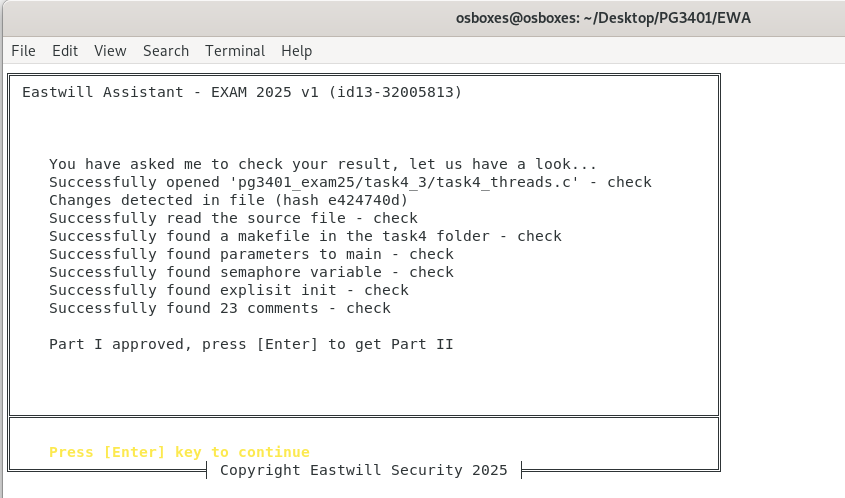 osboxes@osboxes: ~/Desktop/PG3401/EWA
File Edit View Search Terminal Help
Eastwill Assistant - EXAM 2025 v1 (id13-32005813)
You have asked me to check your result, let us have a look...
Successfully opened 'pg3401_exam25/task4_3/task4_threads.c' - check
Changes detected in file (hash e424740d)
Successfully read the source file - check
Successfully found a makefile in the task4 folder - check
Successfully found parameters to main - check
Successfully found semaphore variable - check
Successfully found explisit init - check
Successfully found 23 comments - check
Part I approved, press [Enter] to get Part II
Press [Enter] key to continue
Copyright Eastwill Security 2025